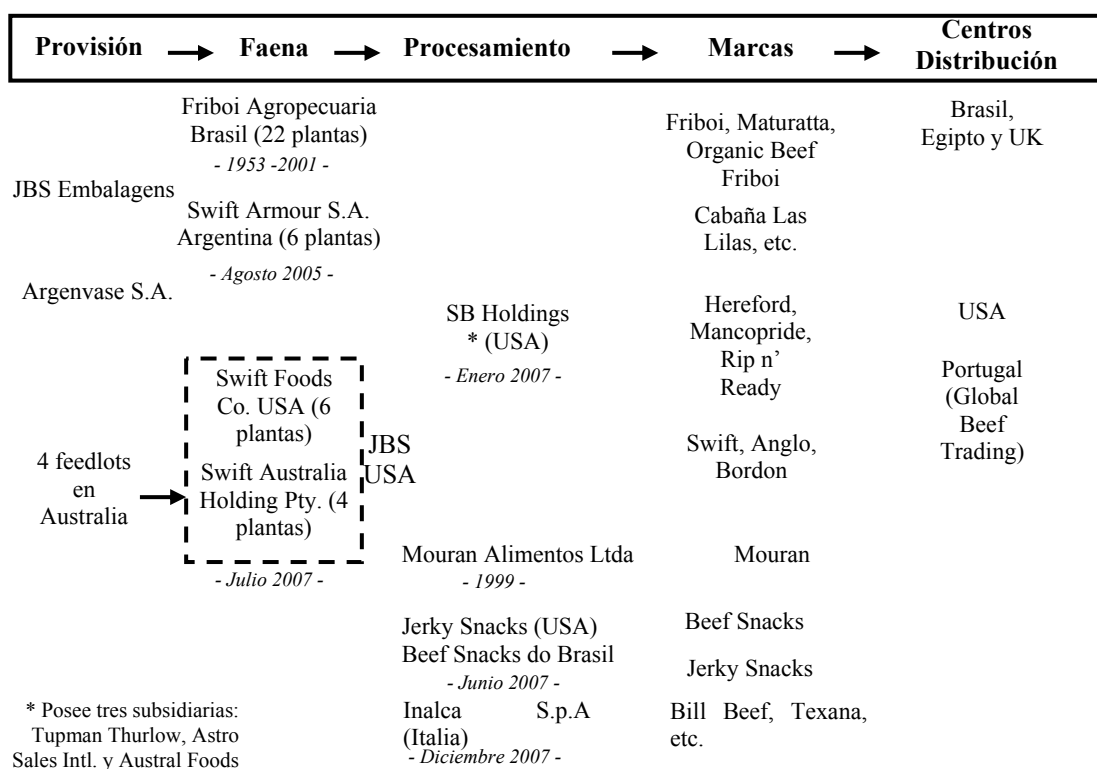 Provisión
Faena
Procesamiento
Marcas
Centros
Distribución
JBS Embalagens
Argenvase S.A.
4 feedlots
en
Australia
* Posee tres subsidiarias:
Tupman Thurlow, Astro
Sales Intl. y Austral Foods
Friboi Agropecuaria
Brasil (22 plantas)
- 1953 -2001 -
Swift Armour S.A.
Argentina (6 plantas)
- Agosto 2005 -
Swift Foods
Co. USA (6
plantas)
Swift Australia
Holding Pty. (4
plantas)
- Julio 2007 -
JBS
USA
SB Holdings
* (USA)
- Enero 2007 -
Mouran Alimentos Ltda
- 1999 -
Jerky Snacks (USA)
Beef Snacks do Brasil
- Junio 2007 -
Inalca S.p.A
(Italia)
- Diciembre 2007 -
Friboi, Maturatta,
Organic Beef
Friboi
Cabaña Las
Lilas, etc.
Hereford,
Mancopride,
Rip n’
Ready
Swift, Anglo,
Bordon
Mouran
Beef Snacks
Jerky Snacks
Bill Beef, Texana,
etc.
Brasil,
Egipto y UK
USA
Portugal
(Global
Beef
Trading)